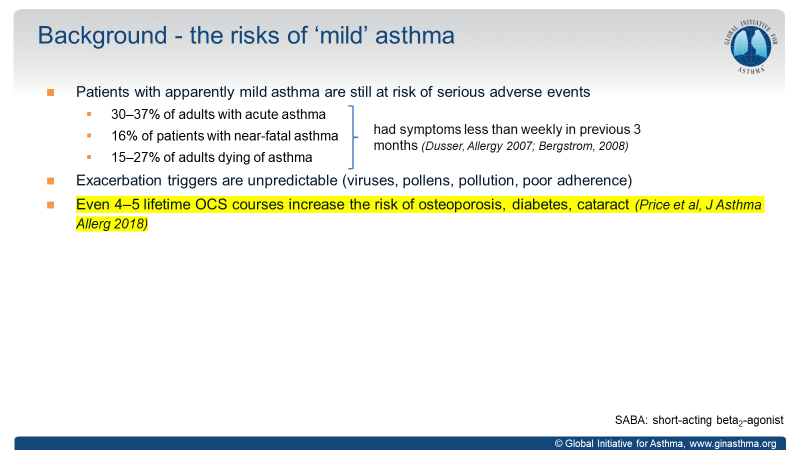 Background - the risks of ‘mild’ asthma
GLOBAL INITIATIVE FOR ASTHMA
■ Patients with apparently mild asthma are still at risk of serious adverse events
▪ 30–37% of adults with acute asthma
▪ 16% of patients with near-fatal asthma
▪ 15–27% of adults dying of asthma
had symptoms less than weekly in previous 3
months (Dusser, Allergy 2007; Bergstrom, 2008)
■ Exacerbation triggers are unpredictable (viruses, pollens, pollution, poor adherence)
■ Even 4–5 lifetime OCS courses increase the risk of osteoporosis, diabetes, cataract (Price et al, J Asthma
Allerg 2018)
SABA: short-acting beta₂-agonist
© Global Initiative for Asthma, www.ginasthma.org